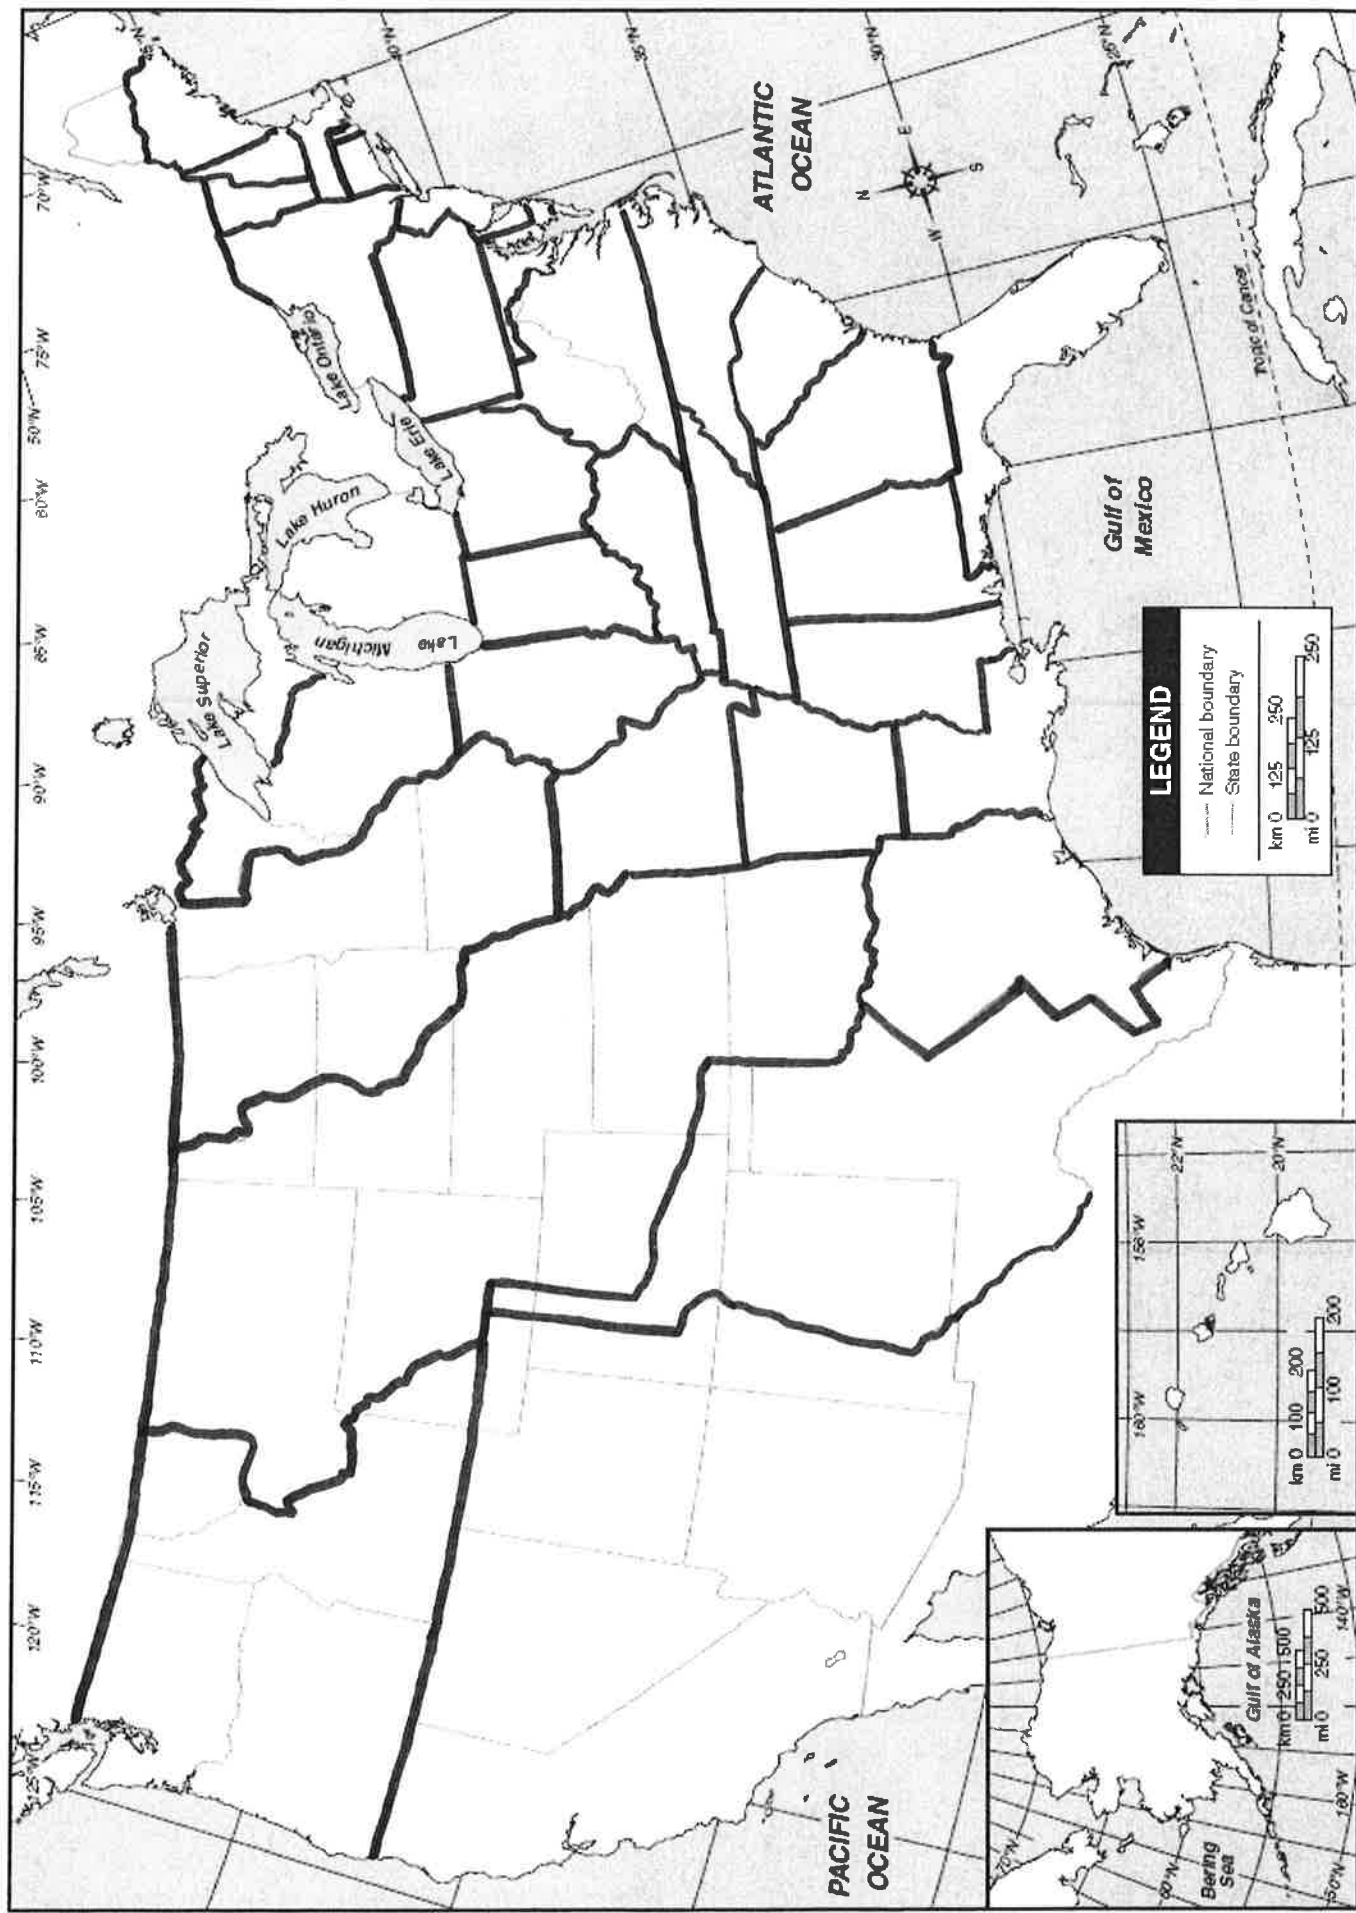 70°W
75°W
50°N
80°W
85°W
90°W
95°W
100°W
105°W
110°W
115°W
120°W
125°W
45°N
40°N
35°N
30°N
25°N
Lake Superior
Lake
Michigan
Lake Huron
Lake Erie
Lake Ontario
ATLANTIC
OCEAN
N
E
S
W
Tropic of Cancer
Gulf of
Mexico
PACIFIC
OCEAN
LEGEND
National boundary
State boundary
km 0 125 250
mi 0 125 250
22°N
20°N
156°W
160°W
km 0 100 200
mi 0 100 200
Gulf of Alaska
km 0 250 500
mi 0 250 500
Bering
Sea
70°N
60°N
50°N
160°W
140°W